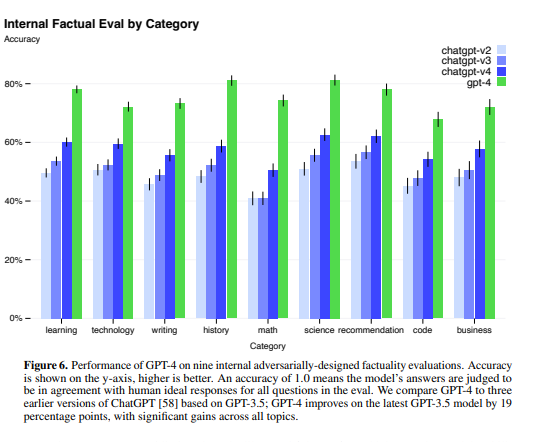 Internal Factual Eval by Category
Accuracy
chatgpt-v2
chatgpt-v3
chatgpt-v4
gpt-4
80%
60%
40%
20%
0%
learning technology writing history math science recommendation code business
Category
Figure 6. Performance of GPT-4 on nine internal adversarially-designed factuality evaluations. Accuracy
is shown on the y-axis, higher is better. An accuracy of 1.0 means the model's answers are judged to
be in agreement with human ideal responses for all questions in the eval. We compare GPT-4 to three
earlier versions of ChatGPT [58] based on GPT-3.5; GPT-4 improves on the latest GPT-3.5 model by 19
percentage points, with significant gains across all topics.